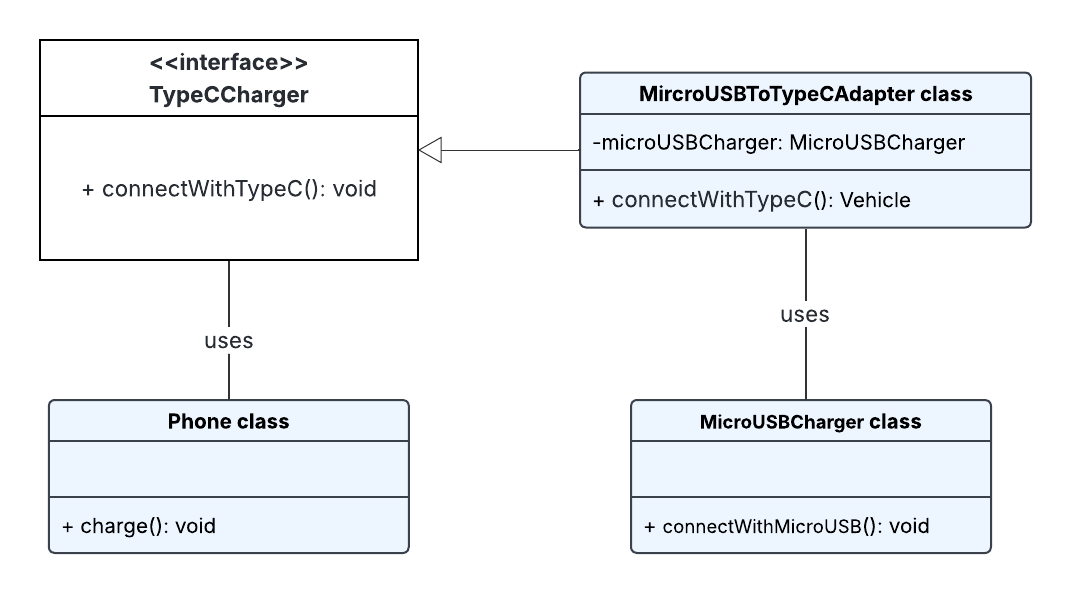 <<interface>>
TypeCCharger
+ connectWithTypeC(): void
MircroUSBToTypeCAdapter class
-microUSBCharger: MicroUSBCharger
+ connectWithTypeC(): Vehicle
uses
uses
Phone class
+ charge(): void
MicroUSBCharger class
+ connectWithMicroUSB(): void